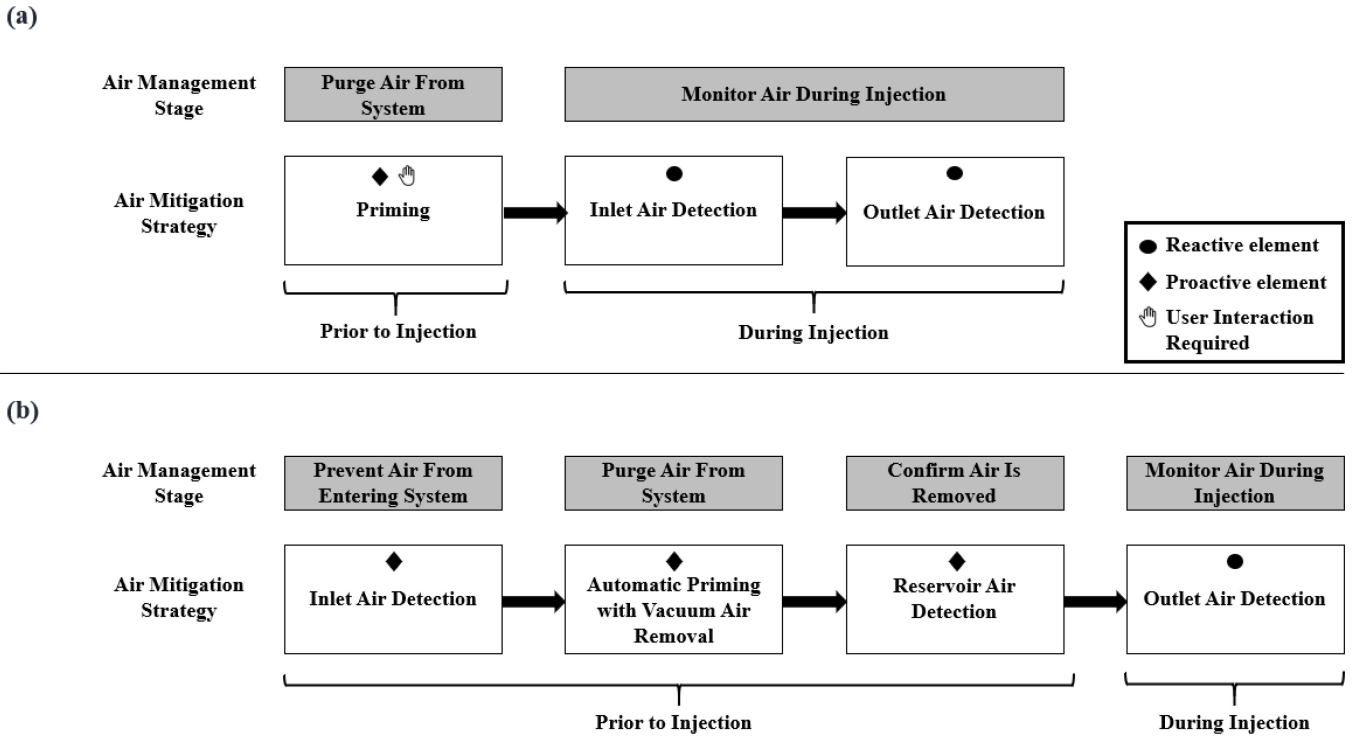 (a)
Air Management
Stage
Purge Air From
System
Monitor Air During Injection
Air Mitigation
Strategy
Priming
Inlet Air Detection
Outlet Air Detection
Prior to Injection
During Injection
Reactive element
Proactive element
User Interaction
Required
(b)
Air Management
Stage
Prevent Air From
Entering System
Purge Air From
System
Confirm Air Is
Removed
Monitor Air During
Injection
Air Mitigation
Strategy
Inlet Air Detection
Automatic Priming
with Vacuum Air
Removal
Reservoir Air
Detection
Outlet Air Detection
Prior to Injection
During Injection